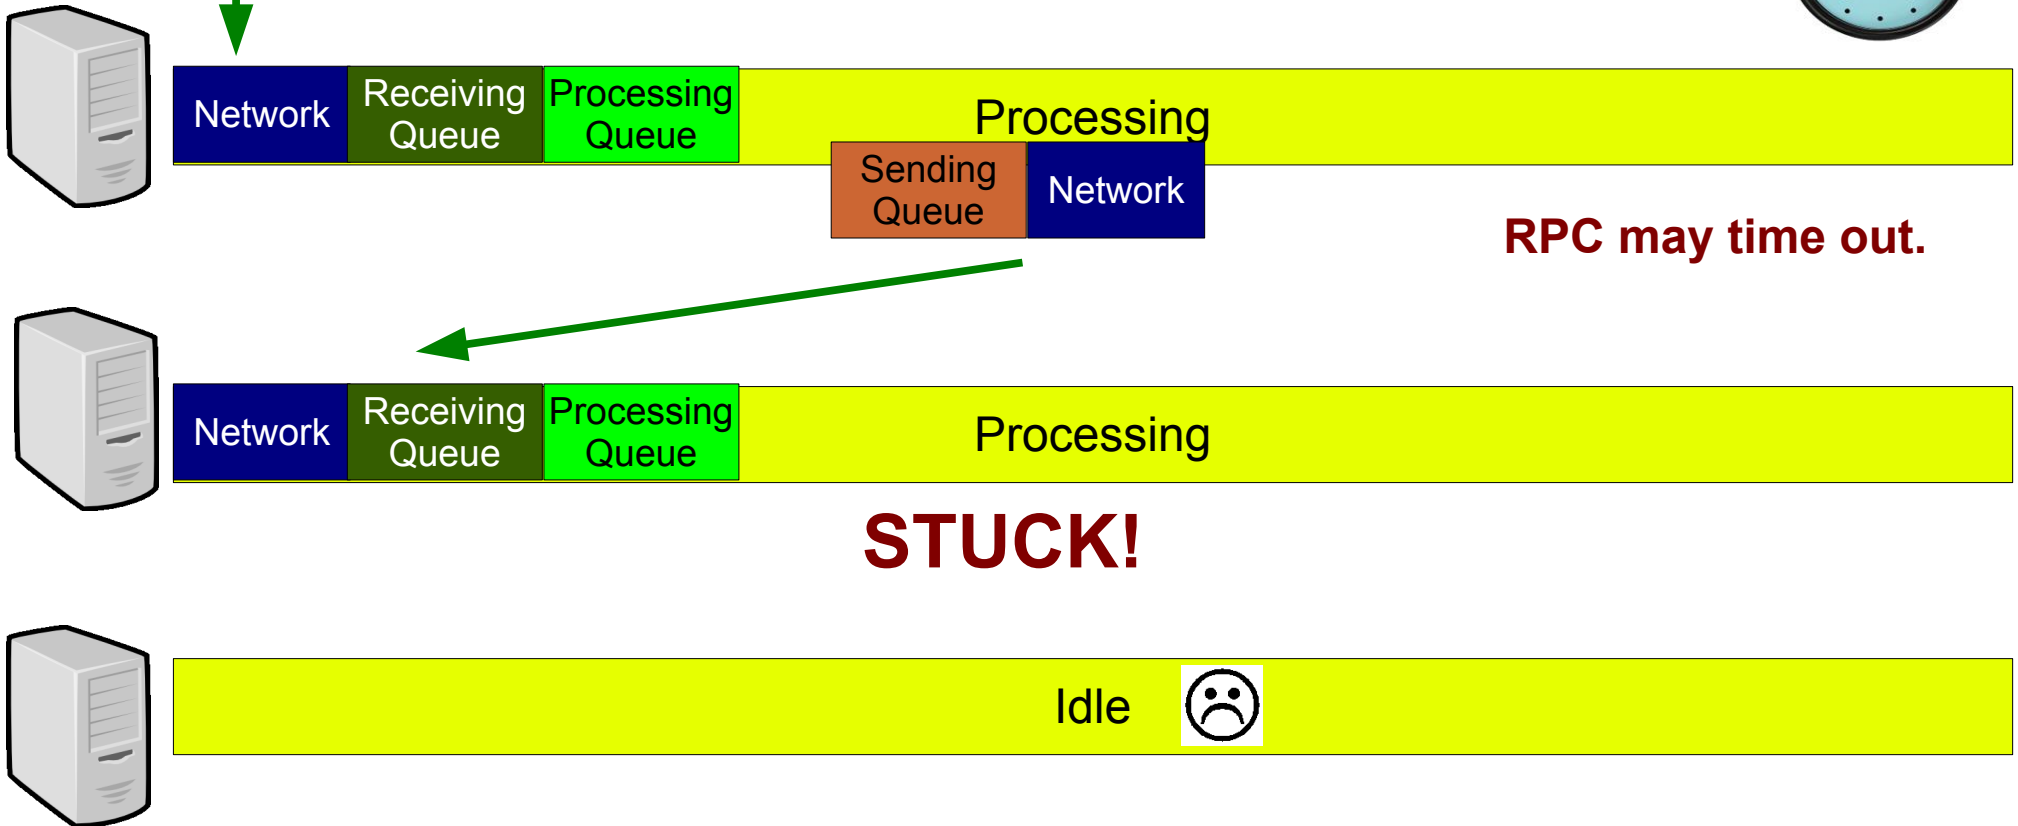 Network
Receiving
Queue
Processing
Queue
Processing
Sending
Queue
Network
RPC may time out.
Network
Receiving
Queue
Processing
Queue
Processing
STUCK!
Idle